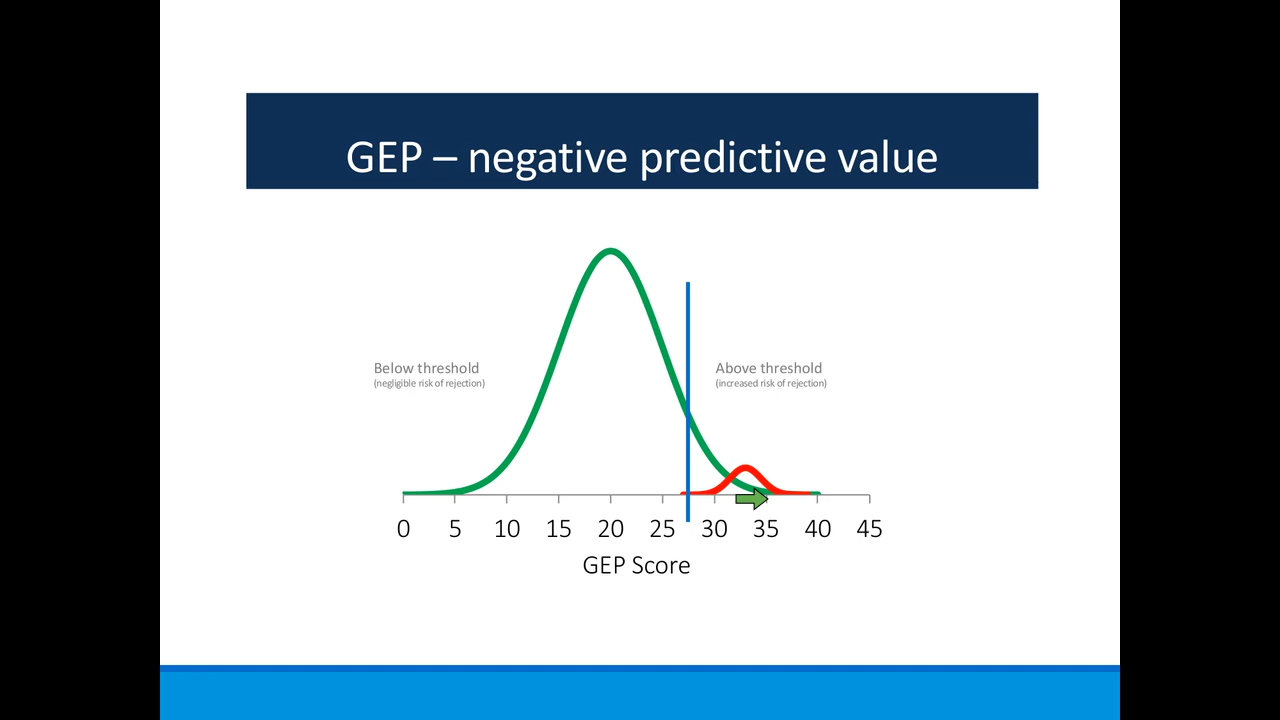 GEP – negative predictive value
Below threshold
(negligible risk of rejection)
Above threshold
(increased risk of rejection)
0 5 10 15 20 25 30 35 40 45
GEP Score